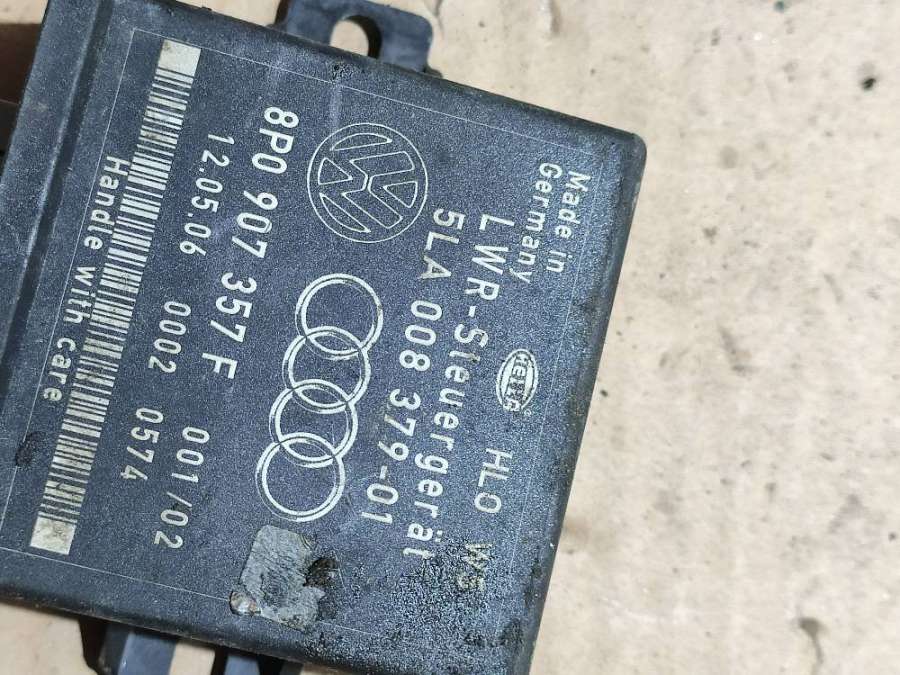 Made in
Germany
HELLA
HLO W5
LWR-Steuergerät
5LA 008 379-01
8P0 907 357 F
001/02
12.05.06 0002 0574
Handle with care